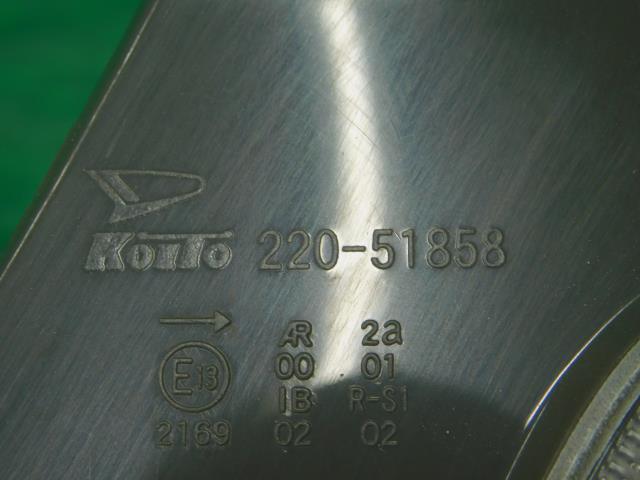 KOITO 220-51858
→ AR 2a
00 01
E13 IB R-S1
2169 02 02